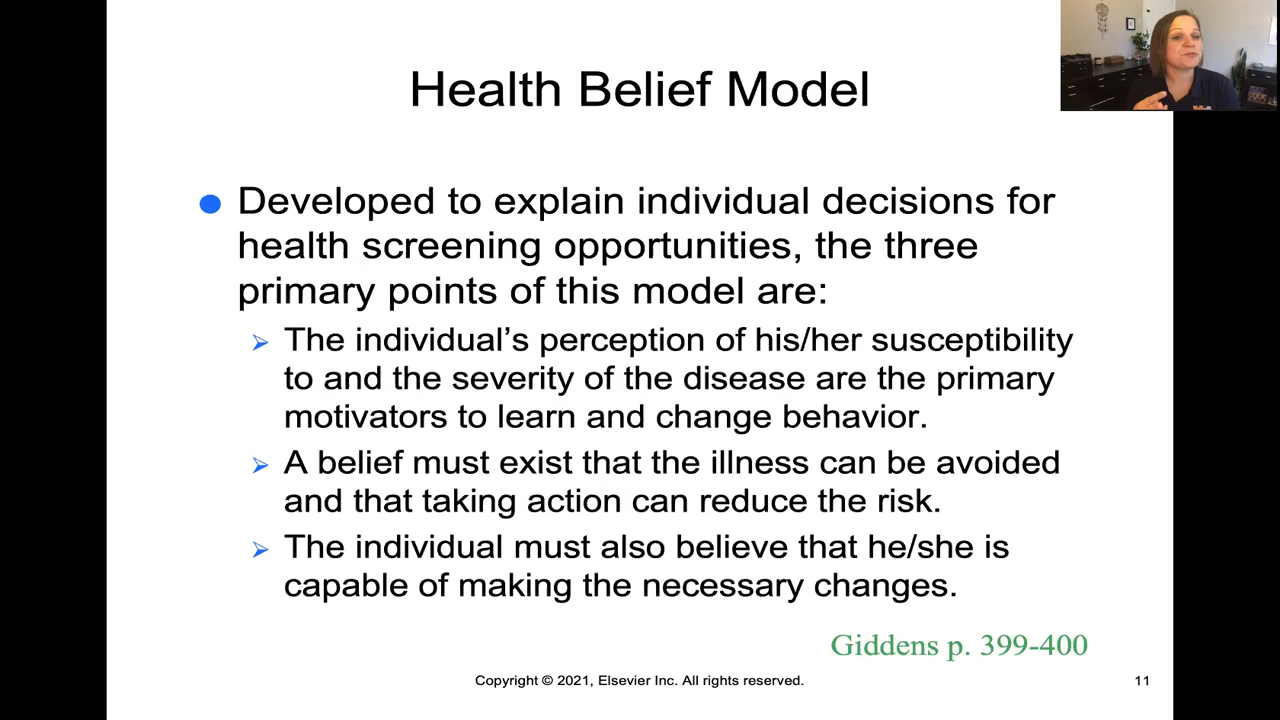 Health Belief Model
Developed to explain individual decisions for
health screening opportunities, the three
primary points of this model are:
The individual’s perception of his/her susceptibility
to and the severity of the disease are the primary
motivators to learn and change behavior.
A belief must exist that the illness can be avoided
and that taking action can reduce the risk.
The individual must also believe that he/she is
capable of making the necessary changes.
Giddens p. 399-400
Copyright © 2021, Elsevier Inc. All rights reserved.
11